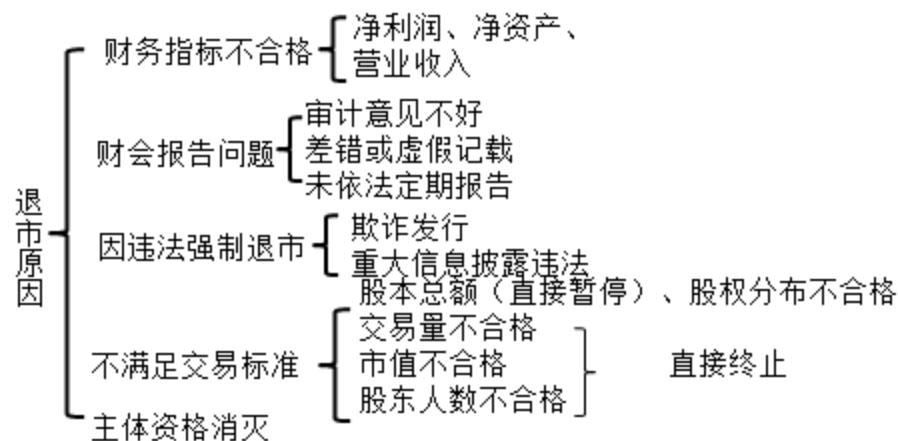 退市原因
财务指标不合格
净利润、净资产、
营业收入
财会报告问题
审计意见不好
差错或虚假记载
未依法定期报告
因违法强制退市
欺诈发行
重大信息披露违法
不满足交易标准
股本总额（直接暂停）、股权分布不合格
交易量不合格
市值不合格
股东人数不合格
直接终止
主体资格消灭